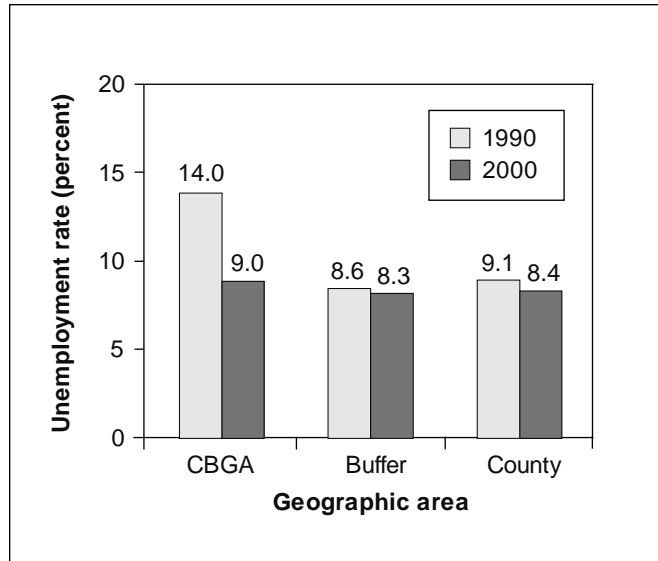 Unemployment rate (percent)
20
15
10
5
0
1990
2000
14.0
9.0
8.6
8.3
9.1
8.4
CBGA
Buffer
County
Geographic area